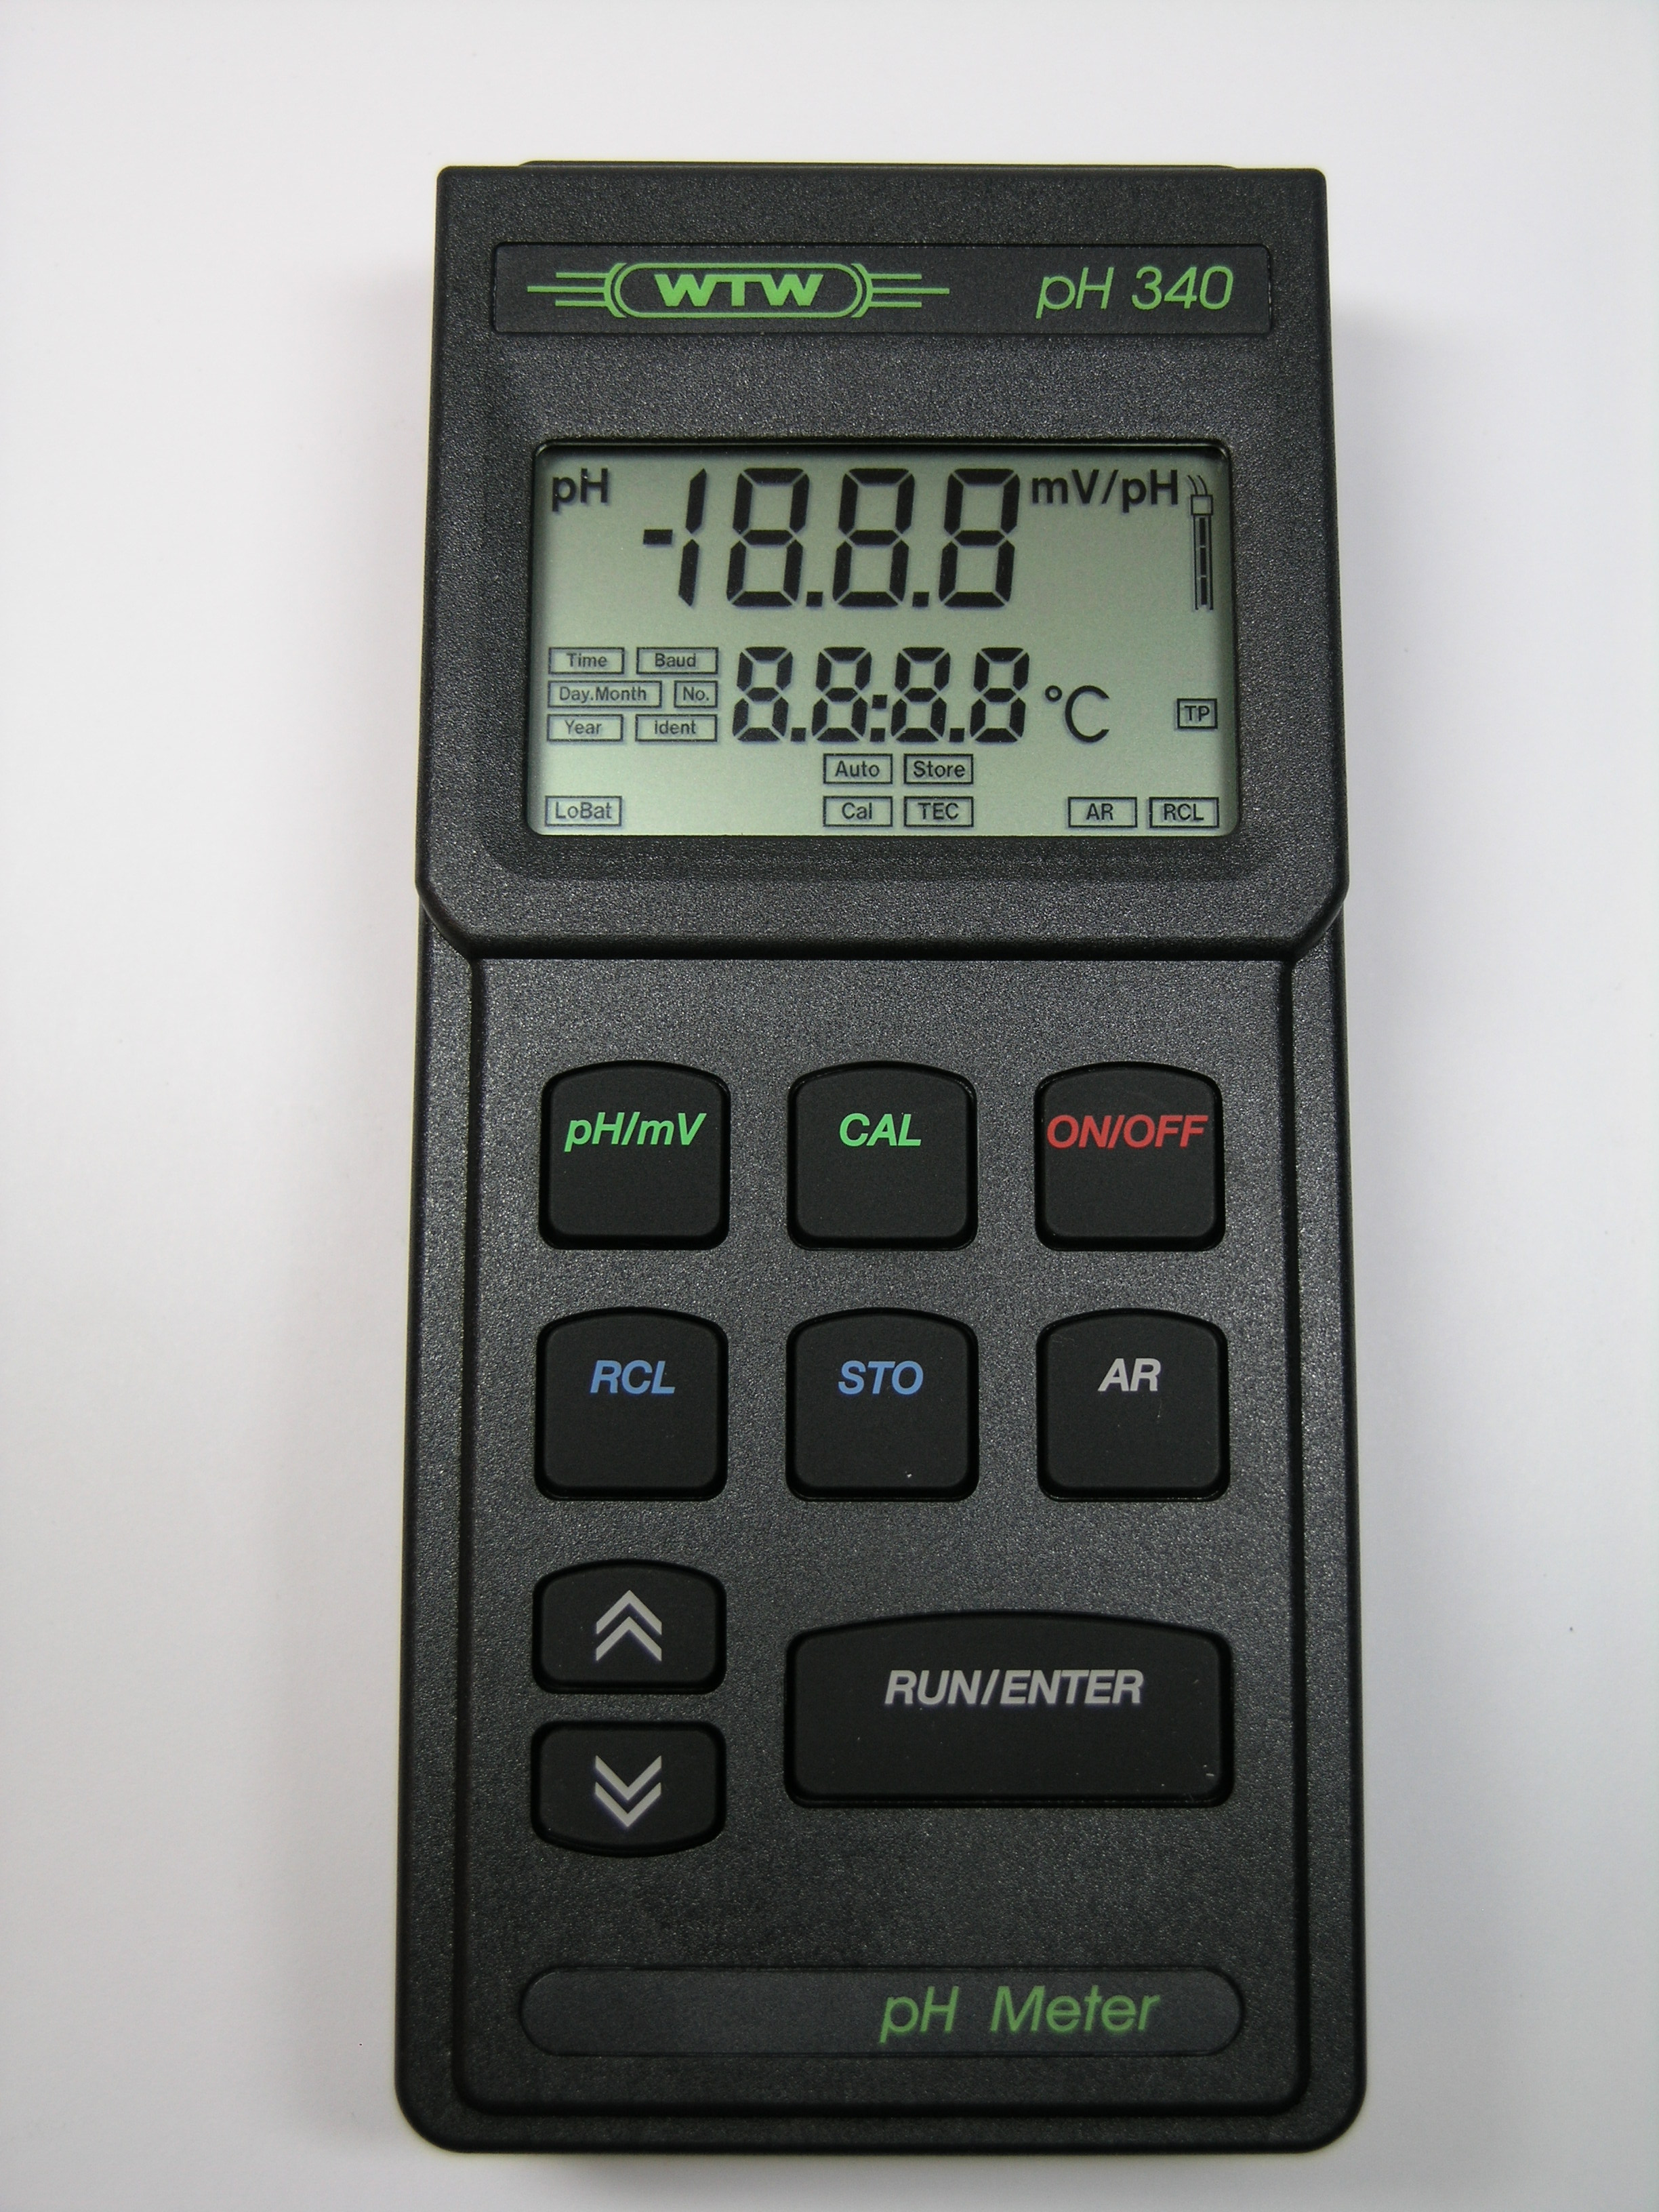 WTW pH 340
pH -18.8.8 mV/pH
Time Baud
Day.Month No. 8.8:8.8 °C TP
Year Ident
Auto Store
LoBat Cal TEC AR RCL
pH/mV CAL ON/OFF
RCL STO AR
RUN/ENTER
pH Meter